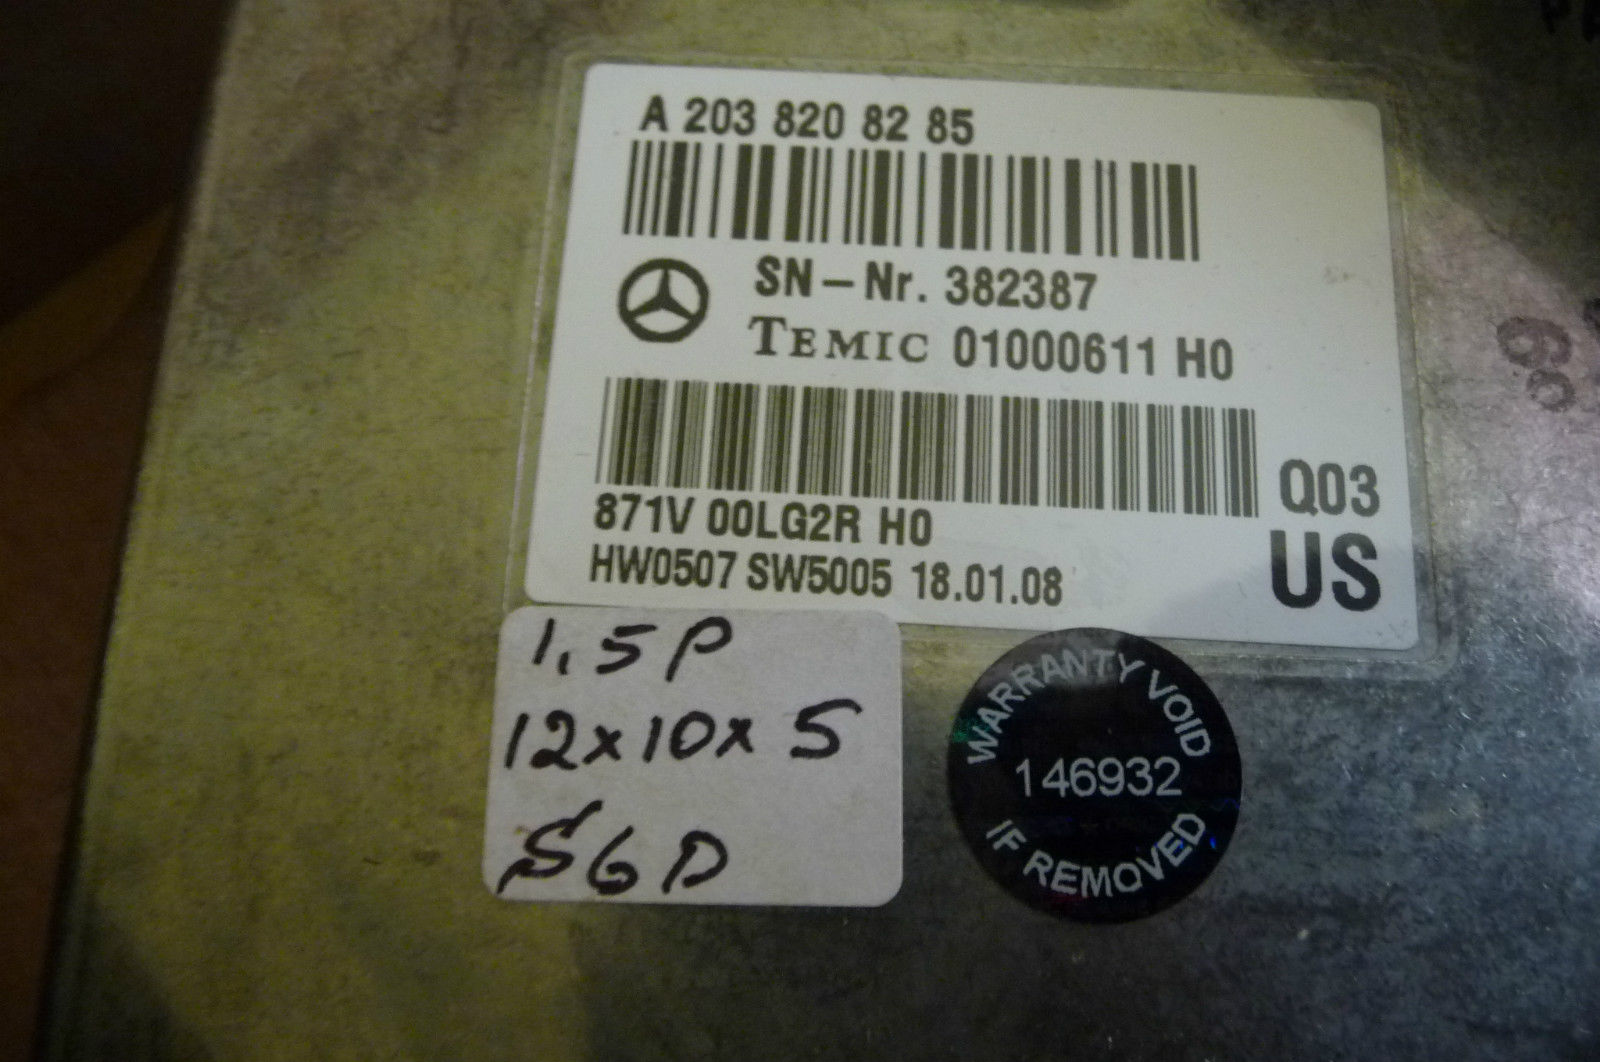 A 203 820 82 85
SN-Nr. 382387
TEMIC 01000611 H0
Q03
871V 00LG2R H0
US
HW0507 SW5005 18.01.08
1.5P
12x10x5
SGD
WARRANTY VOID
146932
IF REMOVED